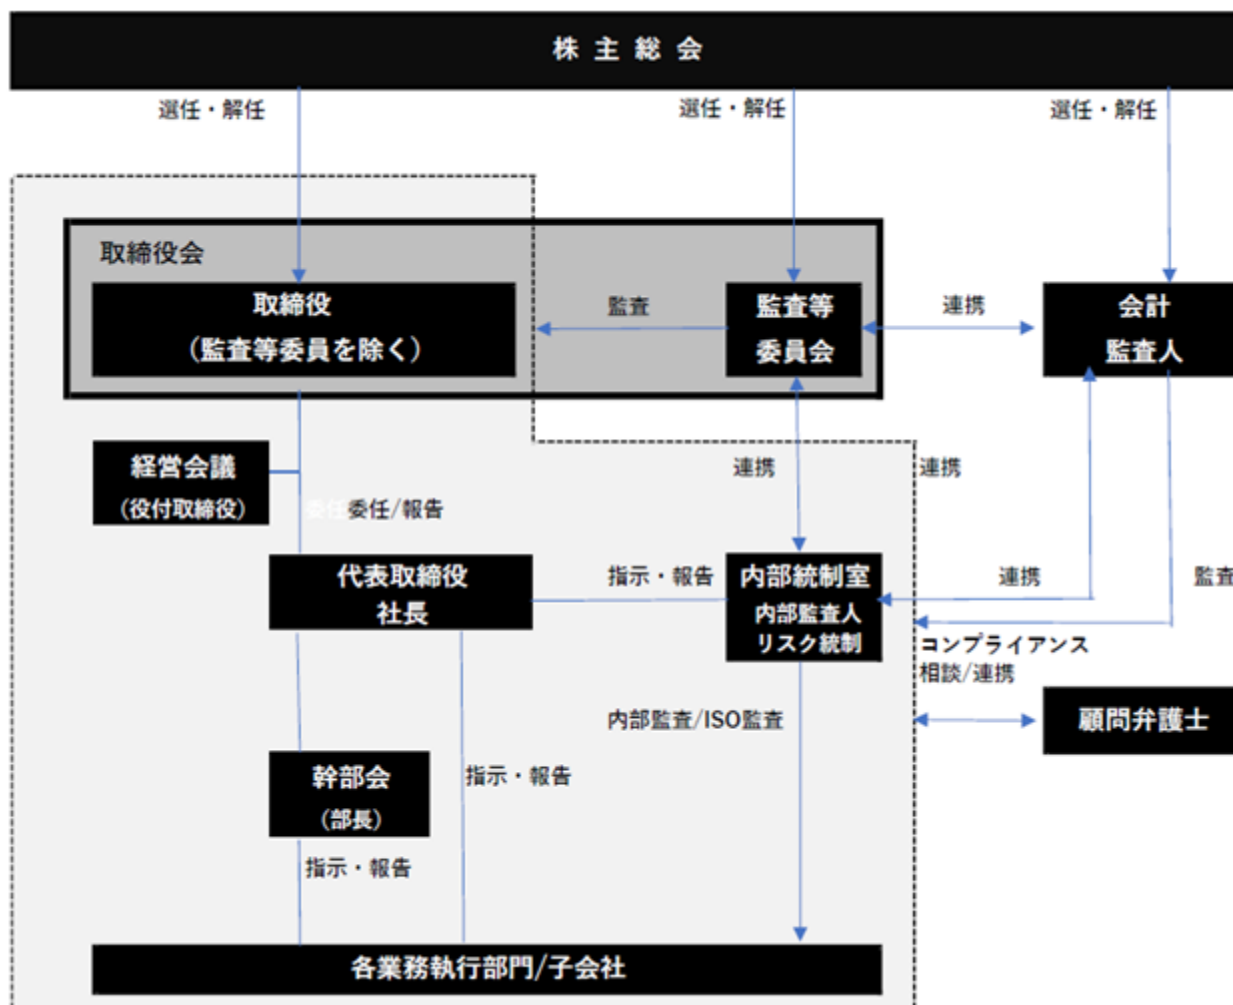 株主総会
選任・解任
選任・解任
選任・解任
取締役会
取締役
（監査等委員を除く）
監査
監査等
委員会
連携
会計
監査人
経営会議
（役付取締役）
連携
連携
委任委任/報告
代表取締役
社長
指示・報告
内部統制室
内部監査人
リスク統制
連携
監査
コンプライアンス
相談/連携
内部監査/ISO監査
顧問弁護士
幹部会
（部長）
指示・報告
指示・報告
各業務執行部門/子会社